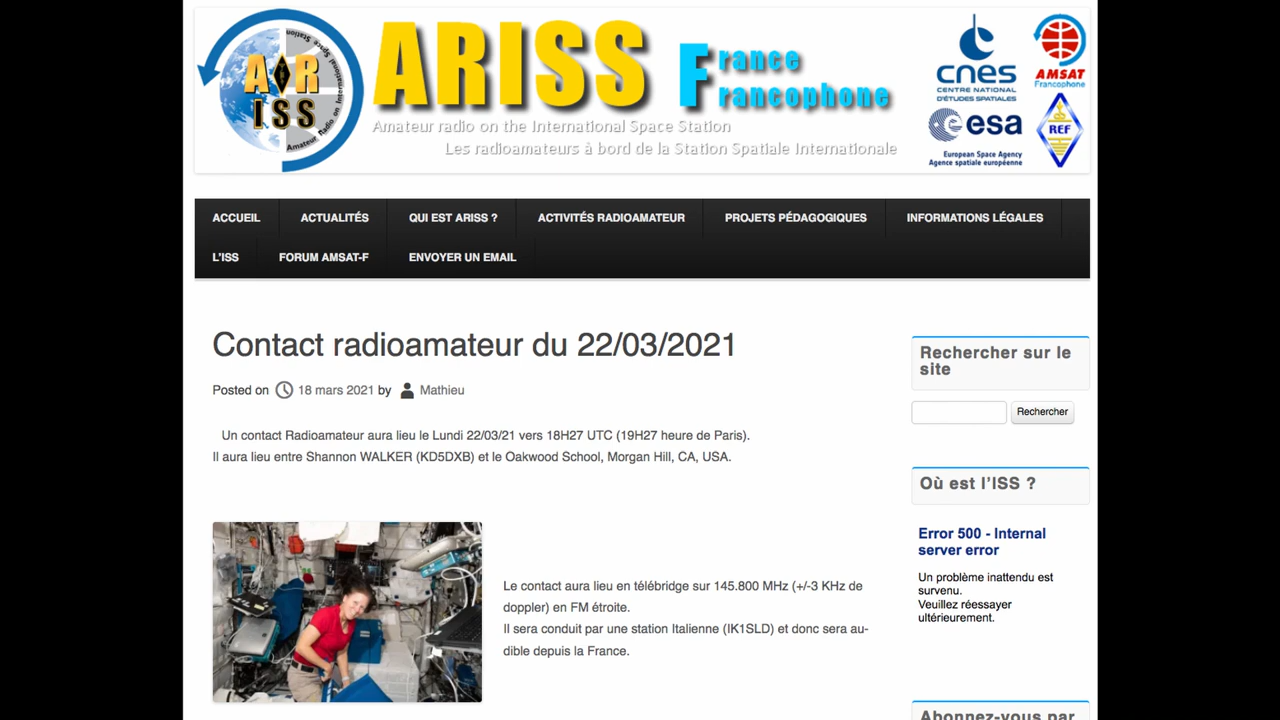 Amateur Radio on International Space Station
A R
ISS
ARISS France
Francophone
Amateur radio on the International Space Station
Les radioamateurs à bord de la Station Spatiale Internationale
cnes
CENTRE NATIONAL
D'ÉTUDES SPATIALES
AMSAT
Francophone
esa
European Space Agency
Agence spatiale européenne
REF
ACCUEIL
ACTUALITÉS
QUI EST ARISS ?
ACTIVITÉS RADIOAMATEUR
PROJETS PÉDAGOGIQUES
INFORMATIONS LÉGALES
L'ISS
FORUM AMSAT-F
ENVOYER UN EMAIL
Contact radioamateur du 22/03/2021
Posted on 18 mars 2021 by Mathieu
Un contact Radioamateur aura lieu le Lundi 22/03/21 vers 18H27 UTC (19H27 heure de Paris).
Il aura lieu entre Shannon WALKER (KD5DXB) et le Oakwood School, Morgan Hill, CA, USA.
Le contact aura lieu en télébridge sur 145.800 MHz (+/-3 KHz de
doppler) en FM étroite.
Il sera conduit par une station Italienne (IK1SLD) et donc sera au-
dible depuis la France.
Rechercher sur le
site
Rechercher
Où est l'ISS ?
Error 500 - Internal
server error
Un problème inattendu est
survenu.
Veuillez réessayer
ultérieurement.
Abonnez-vous par